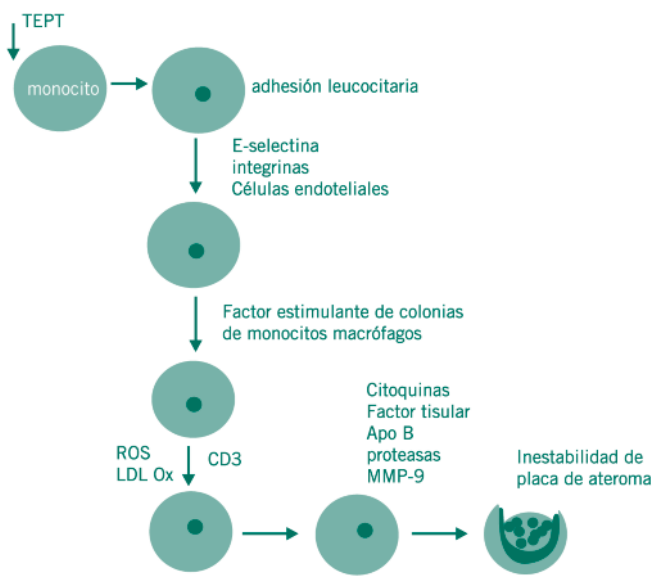 TEPT
monocito
adhesión leucocitaria
E-selectina
integrinas
Células endoteliales
Factor estimulante de colonias
de monocitos macrófagos
ROS
LDL Ox
CD3
Citoquinas
Factor tisular
Apo B
proteasas
MMP-9
Inestabilidad de
placa de ateroma